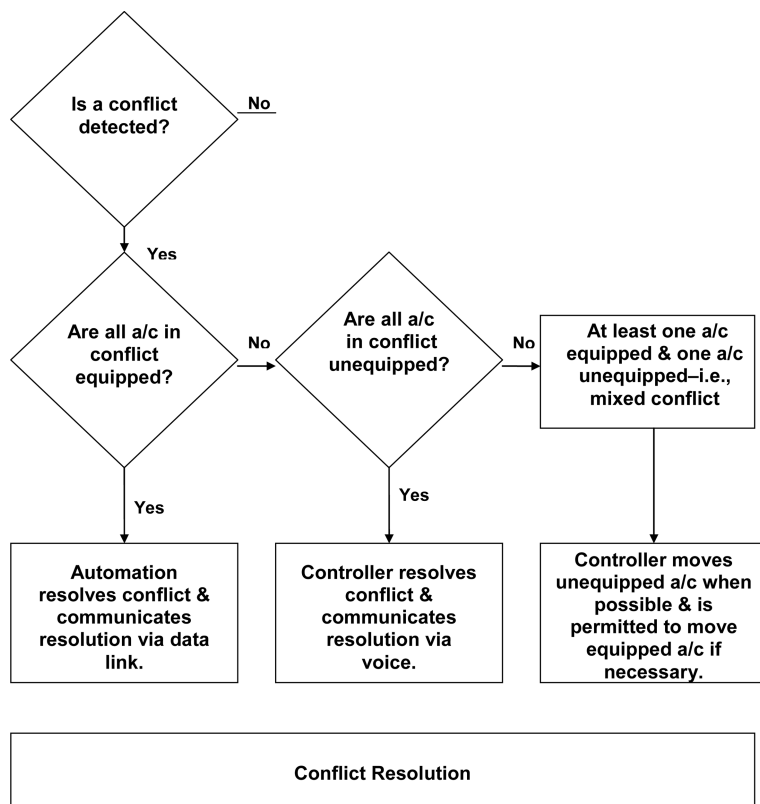 Is a conflict
detected?
No
Yes
Are all a/c in
conflict
equipped?
No
Are all a/c
in conflict
unequipped?
No
At least one a/c
equipped & one a/c
unequipped–i.e.,
mixed conflict
Yes
Yes
Automation
resolves conflict &
communicates
resolution via data
link.
Controller resolves
conflict &
communicates
resolution via
voice.
Controller moves
unequipped a/c when
possible & is
permitted to move
equipped a/c if
necessary.
Conflict Resolution